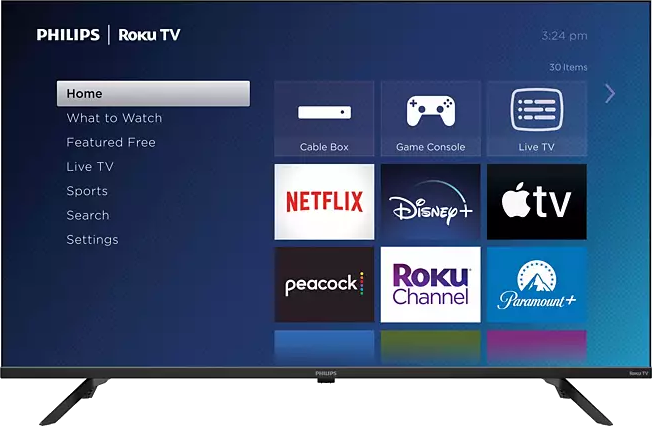 PHILIPS | Roku TV
3:24 pm
30 Items
Home
What to Watch
Featured Free
Live TV
Sports
Search
Settings
Cable Box
Game Console
Live TV
NETFLIX
Disney+
tv
peacock
Roku
Channel
Paramount+
PHILIPS
Roku TV